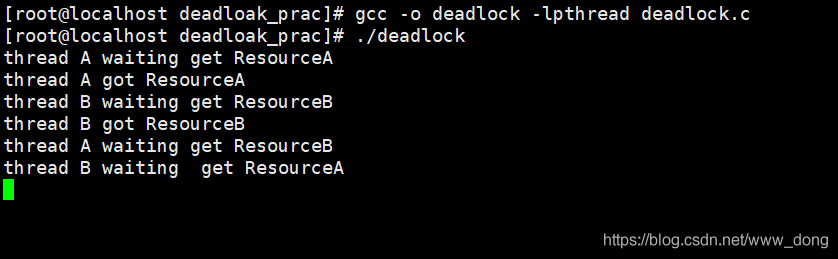 [root@localhost deadloak_prac]# gcc -o deadlock -lpthread deadlock.c
[root@localhost deadloak_prac]# ./deadlock
thread A waiting get ResourceA
thread A got ResourceA
thread B waiting get ResourceB
thread B got ResourceB
thread A waiting get ResourceB
thread B waiting  get ResourceA
https://blog.csdn.net/www_dong